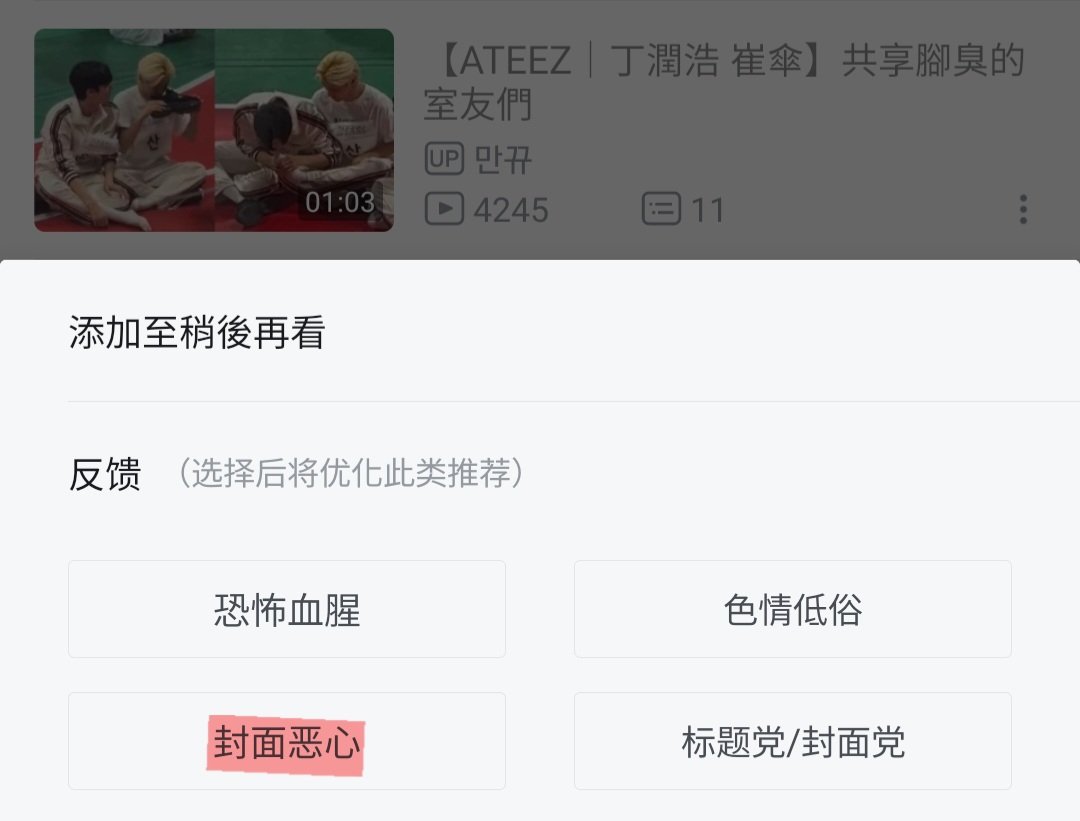 【ATEEZ｜丁潤浩 崔傘】共享腳臭的
室友們
UP 만뀨
4245 11
01:03
산
산
添加至稍後再看
反馈 （选择后将优化此类推荐）
恐怖血腥 色情低俗
封面恶心 标题党/封面党